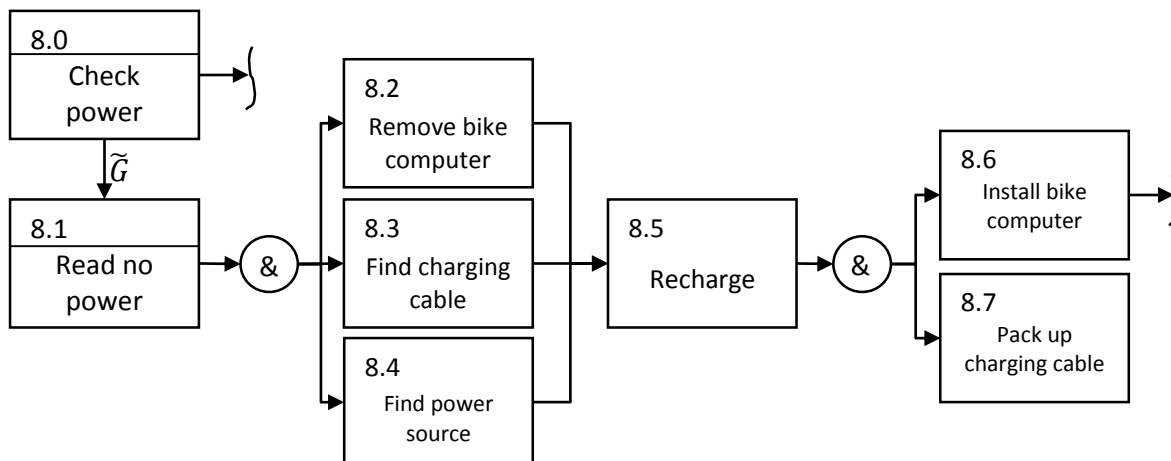 8.0
Check
power
G̃
8.1
Read no
power
&
8.2
Remove bike
computer
8.3
Find charging
cable
8.4
Find power
source
8.5
Recharge
&
8.6
Install bike
computer
8.7
Pack up
charging cable